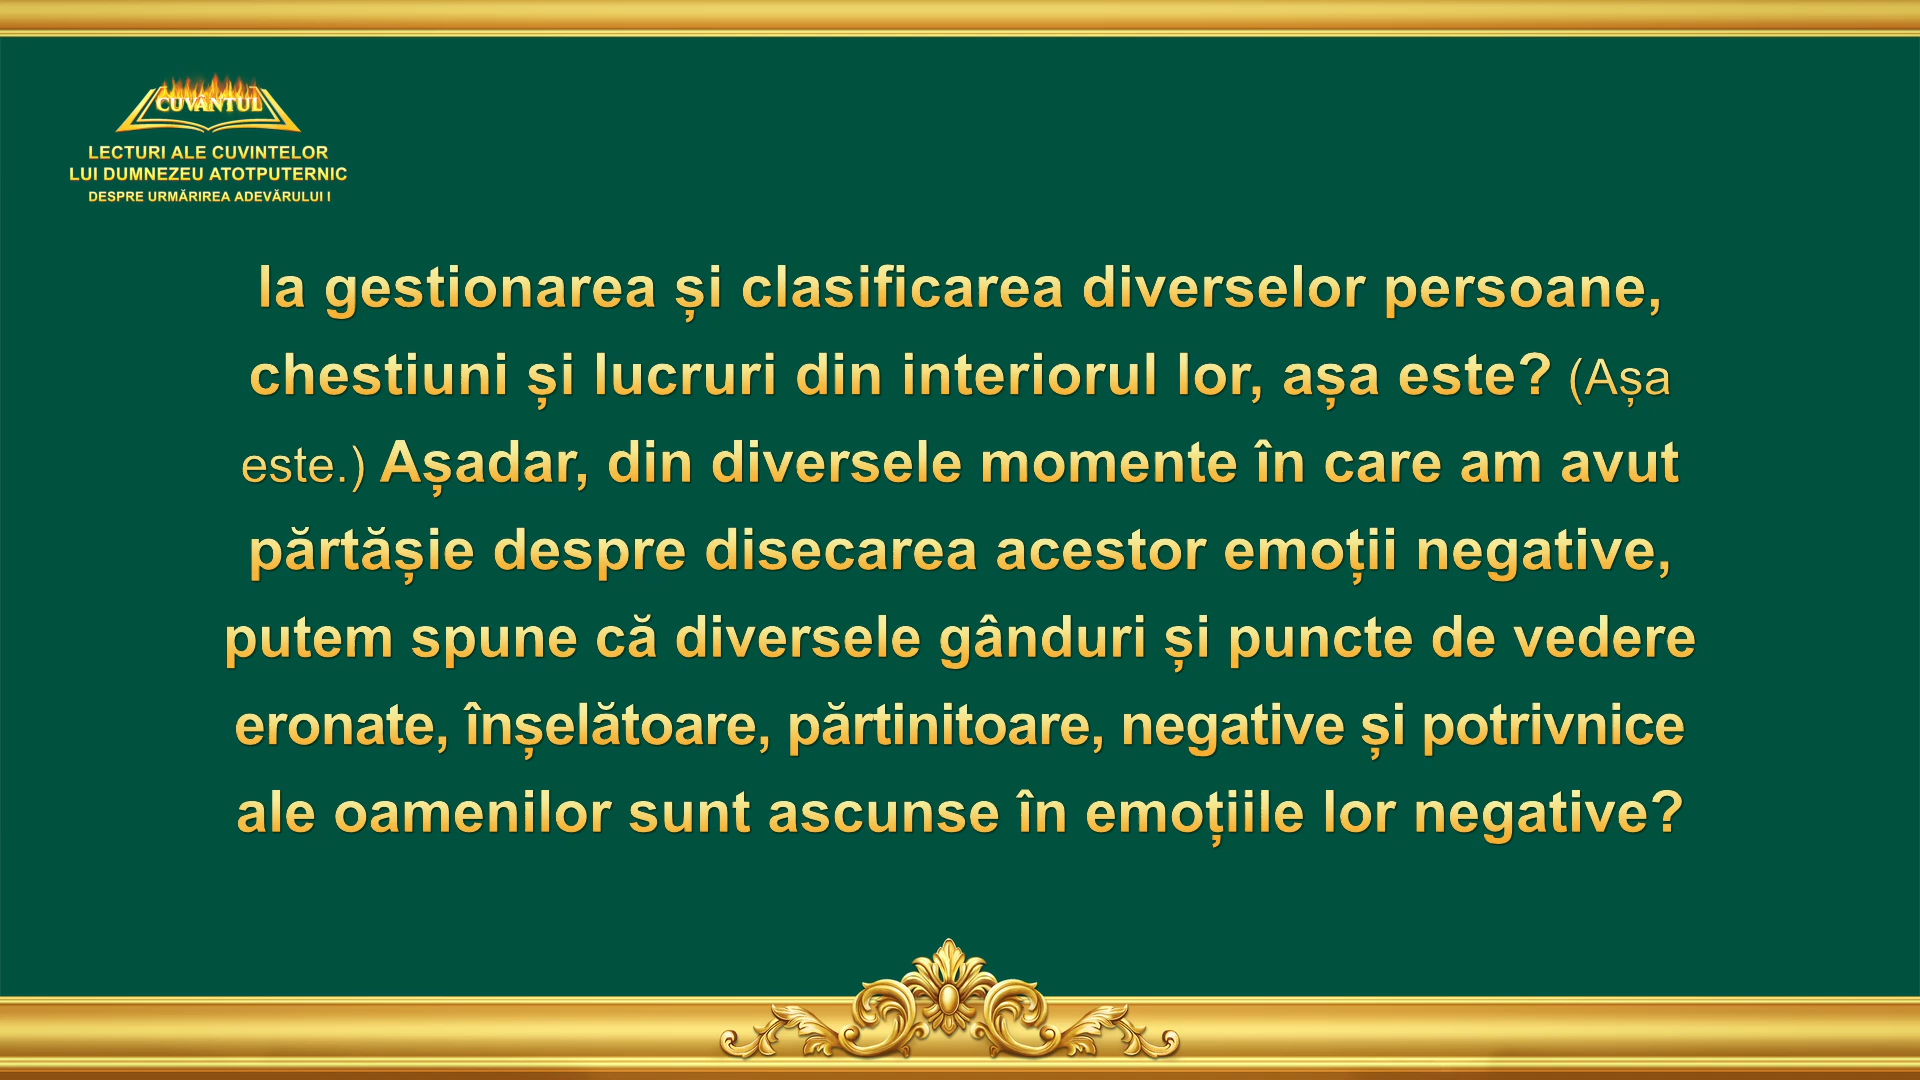 CUVÂNTUL
LECTURI ALE CUVINTELOR
LUI DUMNEZEU ATOTPUTERNIC
DESPRE URMĂRIREA ADEVĂRULUI I
la gestionarea și clasificarea diverselor persoane,
chestiuni și lucruri din interiorul lor, așa este? (Așa
este.) Așadar, din diversele momente în care am avut
părtășie despre disecarea acestor emoții negative,
putem spune că diversele gânduri și puncte de vedere
eronate, înșelătoare, părtinitoare, negative și potrivnice
ale oamenilor sunt ascunse în emoțiile lor negative?